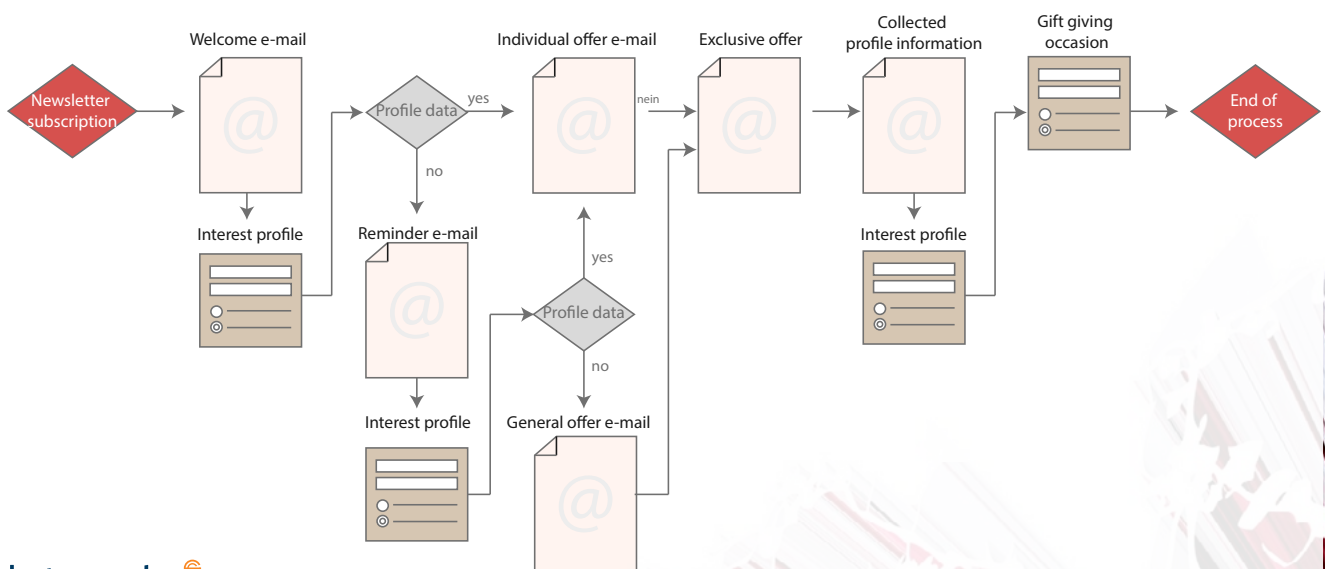 Welcome e-mail
Individual offer e-mail
Exclusive offer
Collected
profile information
Gift giving
occasion
Newsletter
subscription
@
Profile data
yes
@
nein
@
@
End of
process
no
Interest profile
Reminder e-mail
@
yes
Profile data
no
Interest profile
Interest profile
General offer e-mail
@